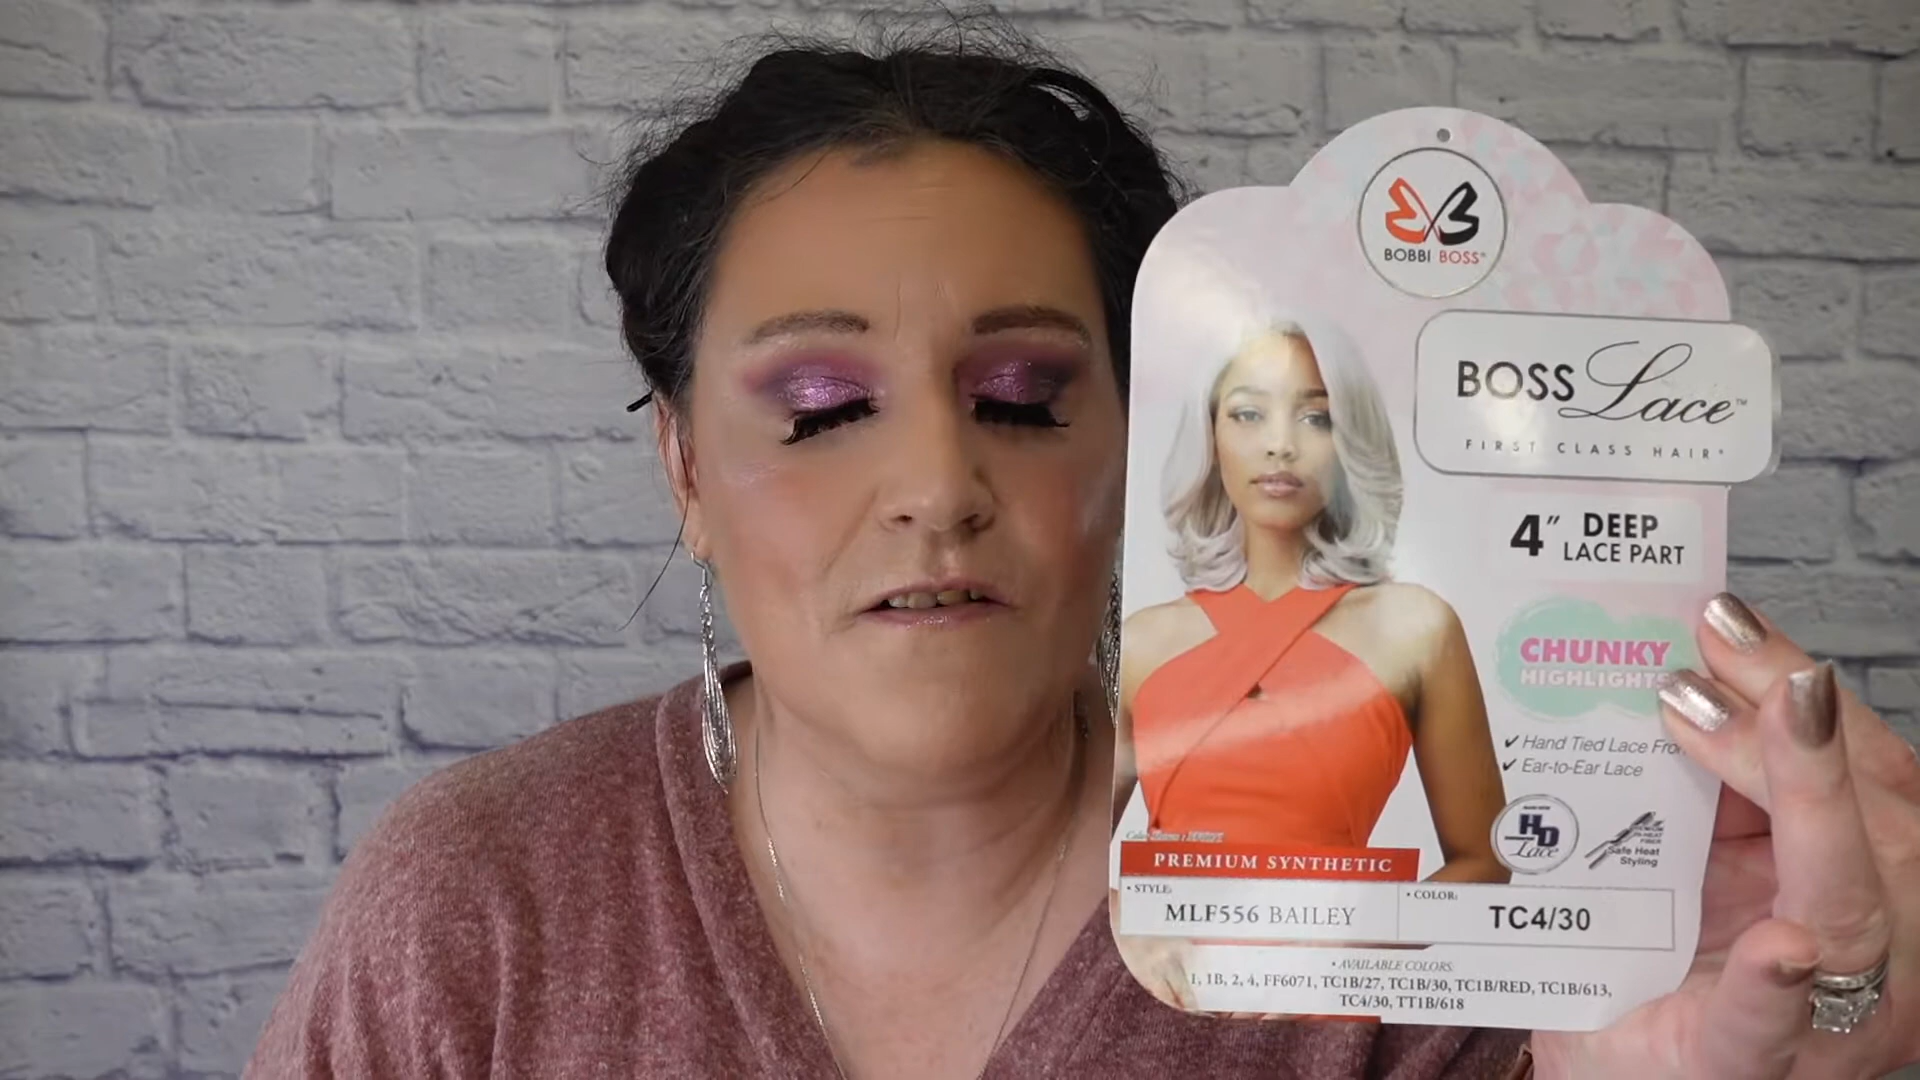 BOBBI BOSS®
BOSS Lace™
FIRST CLASS HAIR®
4" DEEP
LACE PART
CHUNKY
HIGHLIGHTS
✓ Hand Tied Lace Fro
✓ Ear-to-Ear Lace
HD
Lace
Safe Heat
Styling
PREMIUM SYNTHETIC
• STYLE:
MLF556 BAILEY
• COLOR:
TC4/30
• AVAILABLE COLORS:
1, 1B, 2, 4, FF6071, TC1B/27, TC1B/30, TC1B/RED, TC1B/613,
TC4/30, TT1B/618